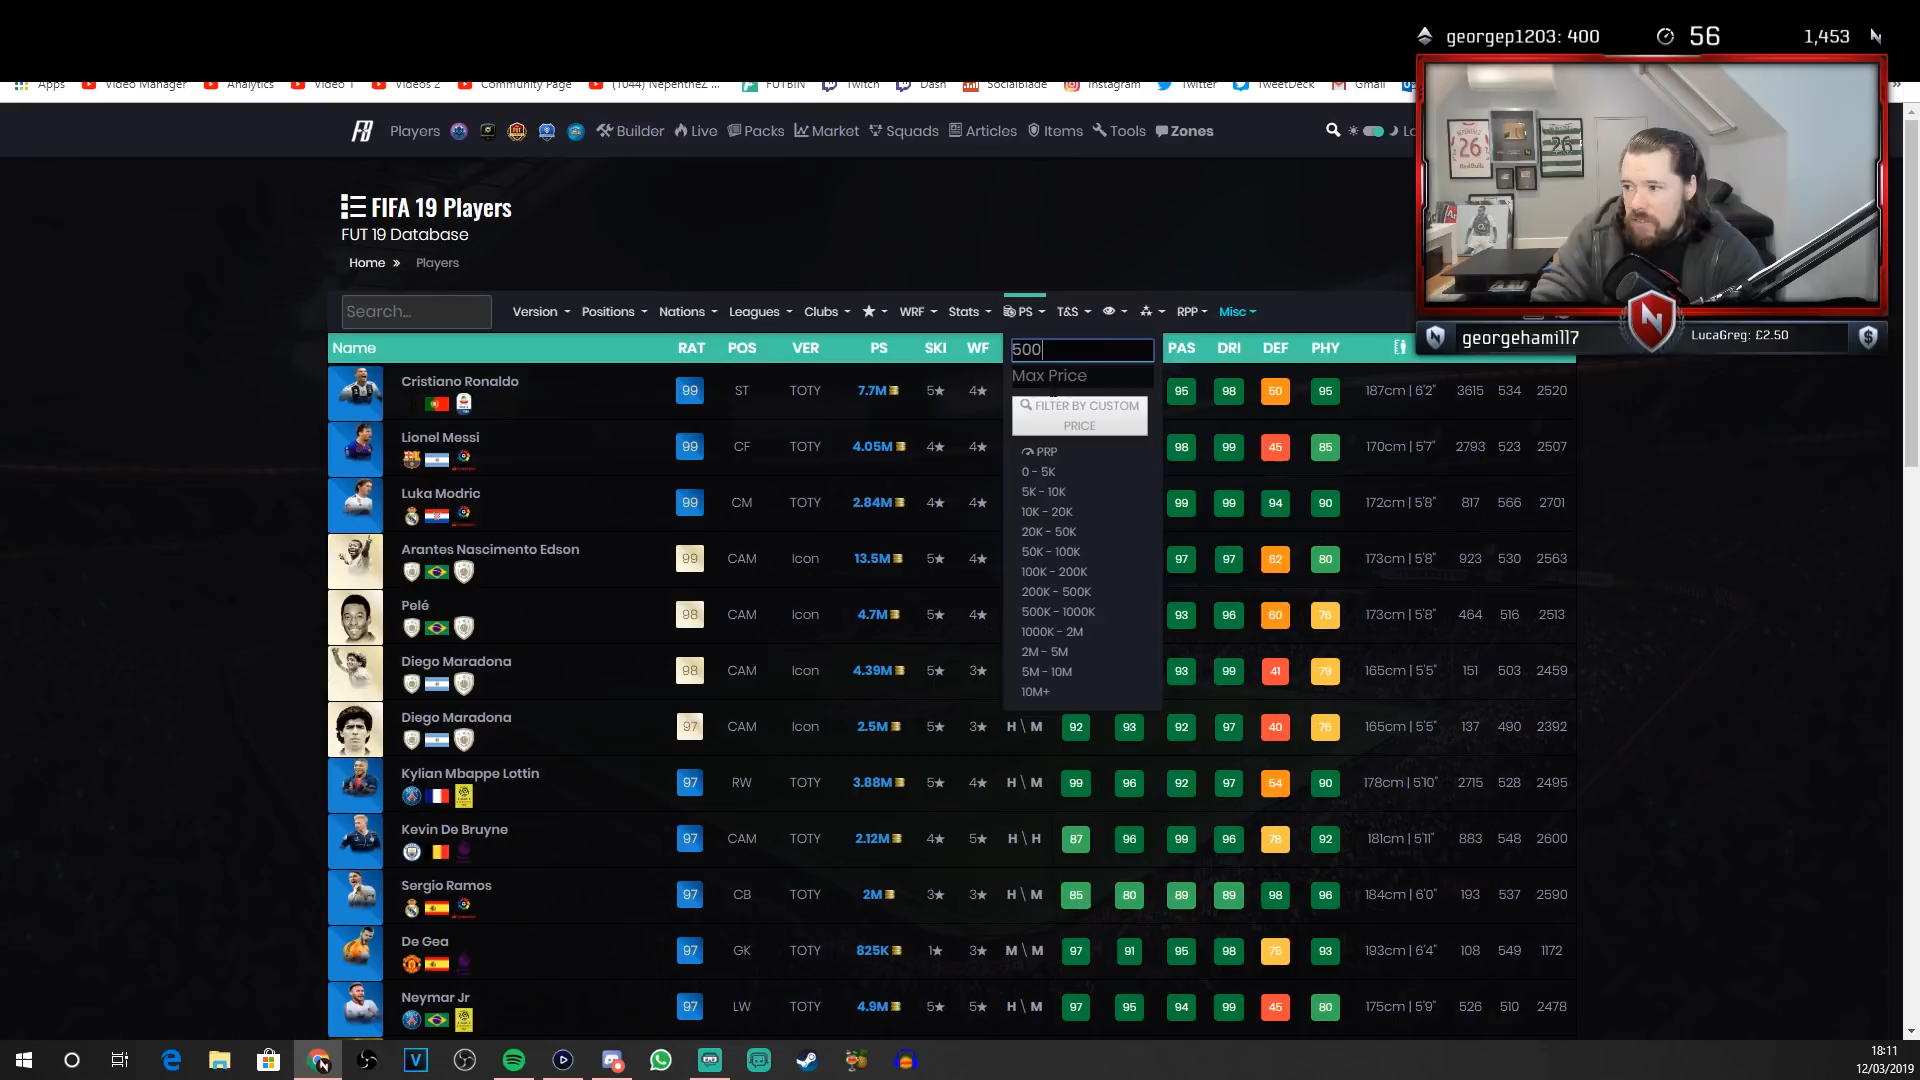 georgep1203: 400
56
1,453
Apps
Video Manager
Analytics
Video 1
Videos 2
Community Page
(1044) NepentheZ ...
FUTBIN
Twitch
Dash
SocialBlade
Instagram
Twitter
TweetDeck
Gmail
Players
Builder
Live
Packs
Market
Squads
Articles
Items
Tools
Zones
FIFA 19 Players
FUT 19 Database
Home » Players
Search...
Version
Positions
Nations
Leagues
Clubs
WRF
Stats
PS
T&S
RPP
Misc
georgehamill7
LucaGreg: £2.50
Name RAT POS VER PS SKI WF PAS DRI DEF PHY
500
Max Price
FILTER BY CUSTOM
PRICE
PRP
0 - 5K
5K - 10K
10K - 20K
20K - 50K
50K - 100K
100K - 200K
200K - 500K
500K - 1000K
1000K - 2M
2M - 5M
5M - 10M
10M+
Cristiano Ronaldo 99 ST TOTY 7.7M 5★ 4★ 95 98 50 95 187cm | 6'2" 3615 534 2520
Lionel Messi 99 CF TOTY 4.05M 4★ 4★ 98 99 45 85 170cm | 5'7" 2793 523 2507
Luka Modric 99 CM TOTY 2.84M 4★ 4★ 99 99 94 90 172cm | 5'8" 817 566 2701
Arantes Nascimento Edson 99 CAM Icon 13.5M 5★ 4★ 97 97 62 80 173cm | 5'8" 923 530 2563
Pelé 98 CAM Icon 4.7M 5★ 4★ 93 96 60 76 173cm | 5'8" 464 516 2513
Diego Maradona 98 CAM Icon 4.39M 5★ 3★ 93 99 41 79 165cm | 5'5" 151 503 2459
Diego Maradona 97 CAM Icon 2.5M 5★ 3★ H \ M 92 93 92 97 40 76 165cm | 5'5" 137 490 2392
Kylian Mbappe Lottin 97 RW TOTY 3.88M 5★ 4★ H \ M 99 96 92 97 54 90 178cm | 5'10" 2715 528 2495
Kevin De Bruyne 97 CAM TOTY 2.12M 4★ 5★ H \ H 87 96 99 96 78 92 181cm | 5'11" 883 548 2600
Sergio Ramos 97 CB TOTY 2M 3★ 3★ H \ M 85 80 89 89 98 96 184cm | 6'0" 193 537 2590
De Gea 97 GK TOTY 825K 1★ 3★ M \ M 97 91 95 98 75 93 193cm | 6'4" 108 549 1172
Neymar Jr 97 LW TOTY 4.9M 5★ 5★ H \ M 97 95 94 99 45 80 175cm | 5'9" 526 510 2478
18:11
12/03/2019